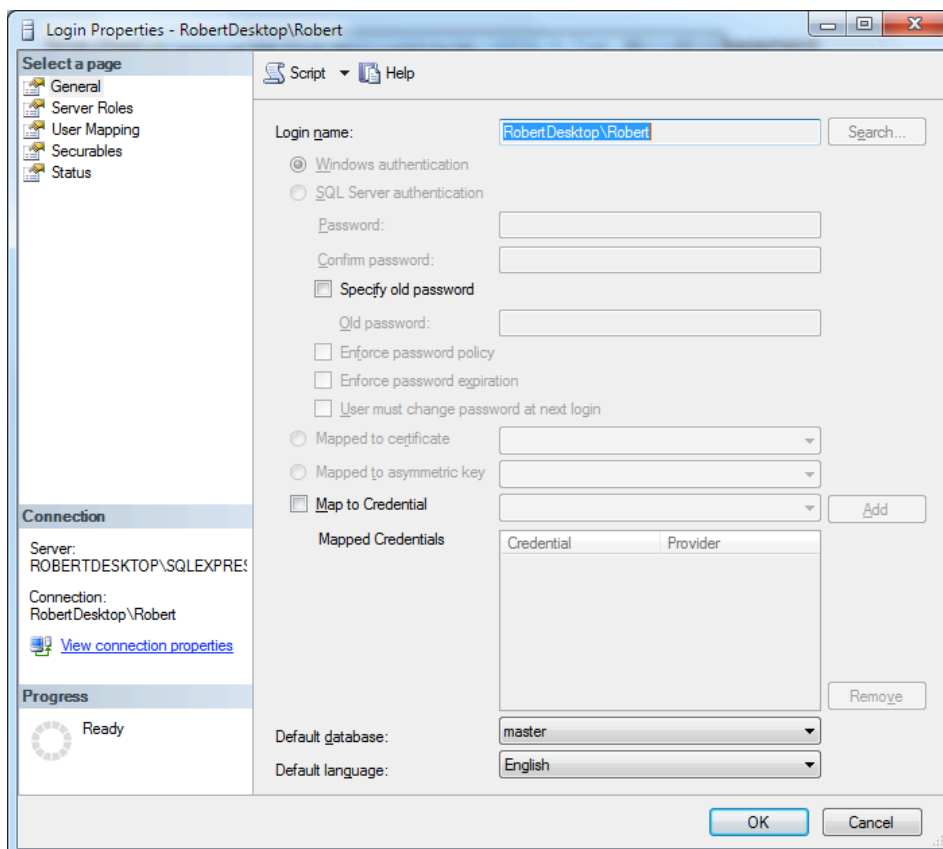 Login Properties - RobertDesktop\Robert
Select a page
General
Server Roles
User Mapping
Securables
Status
Script
Help
Login name:
RobertDesktop\Robert
Search...
Windows authentication
SQL Server authentication
Password:
Confirm password:
Specify old password
Old password:
Enforce password policy
Enforce password expiration
User must change password at next login
Mapped to certificate
Mapped to asymmetric key
Map to Credential
Add
Mapped Credentials
Credential
Provider
Remove
Default database:
master
Default language:
English
Connection
Server:
ROBERTDESKTOP\SQLEXPRES
Connection:
RobertDesktop\Robert
View connection properties
Progress
Ready
OK
Cancel